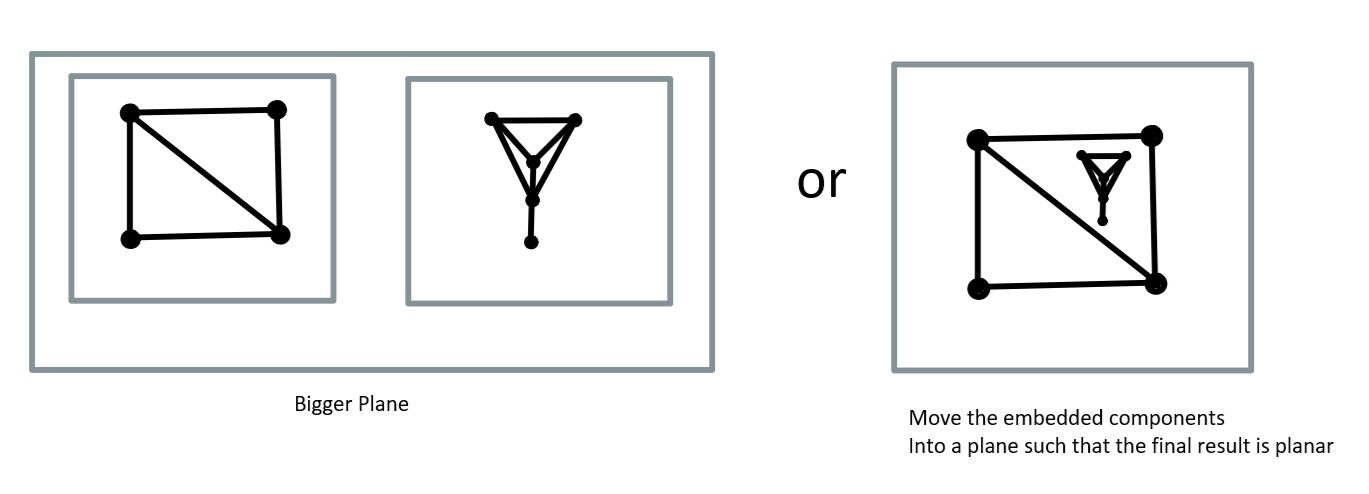 or
Bigger Plane
Move the embedded components
Into a plane such that the final result is planar